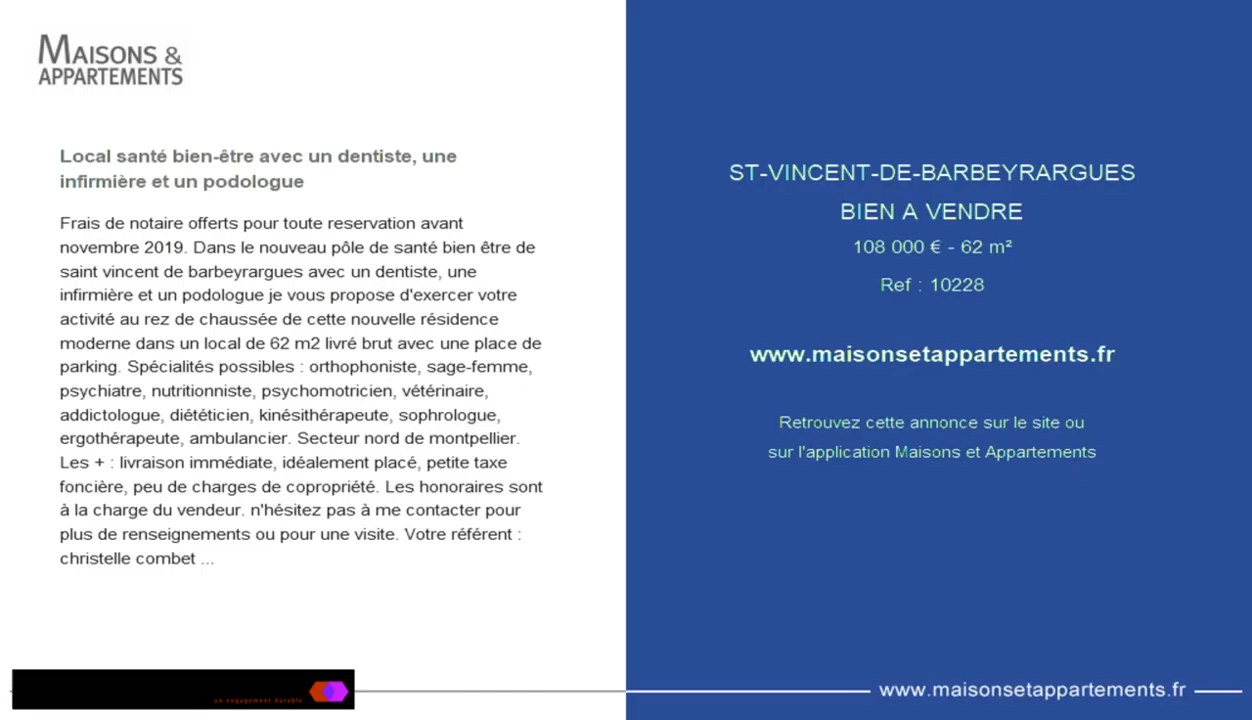 MAISONS &
APPARTEMENTS
Local santé bien-être avec un dentiste, une
infirmière et un podologue
Frais de notaire offerts pour toute reservation avant
novembre 2019. Dans le nouveau pôle de santé bien être de
saint vincent de barbeyrargues avec un dentiste, une
infirmière et un podologue je vous propose d'exercer votre
activité au rez de chaussée de cette nouvelle résidence
moderne dans un local de 62 m2 livré brut avec une place de
parking. Spécialités possibles : orthophoniste, sage-femme,
psychiatre, nutritionniste, psychomotricien, vétérinaire,
addictologue, diététicien, kinésithérapeute, sophrologue,
ergothérapeute, ambulancier. Secteur nord de montpellier.
Les + : livraison immédiate, idéalement placé, petite taxe
foncière, peu de charges de copropriété. Les honoraires sont
à la charge du vendeur. n'hésitez pas à me contacter pour
plus de renseignements ou pour une visite. Votre référent :
christelle combet ...
ST-VINCENT-DE-BARBEYRARGUES
BIEN A VENDRE
108 000 € - 62 m²
Ref : 10228
www.maisonsetappartements.fr
Retrouvez cette annonce sur le site ou
sur l'application Maisons et Appartements
un engagement durable
www.maisonsetappartements.fr